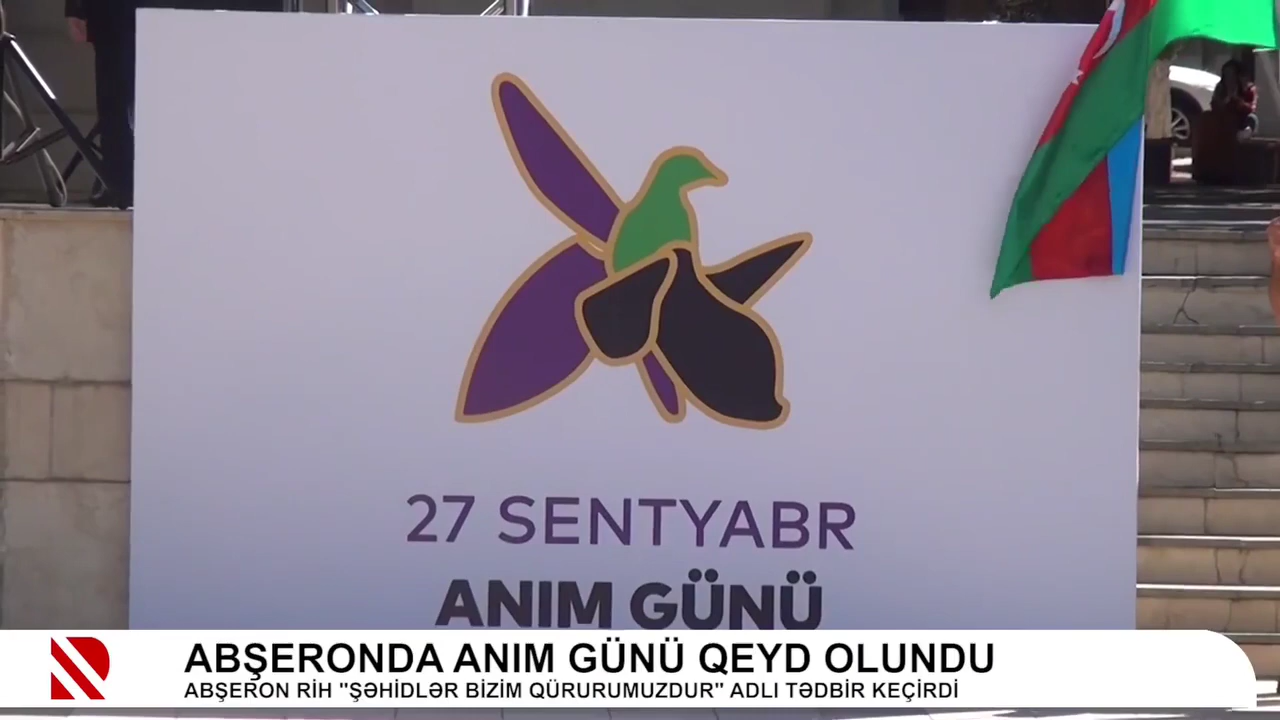 27 SENTYABR
ANIM GÜNÜ
ABŞERONDA ANIM GÜNÜ QEYD OLUNDU
ABŞERON RİH "ŞƏHİDLƏR BİZİM QÜRURUMUZDUR" ADLI TƏDBİR KEÇİRDİ